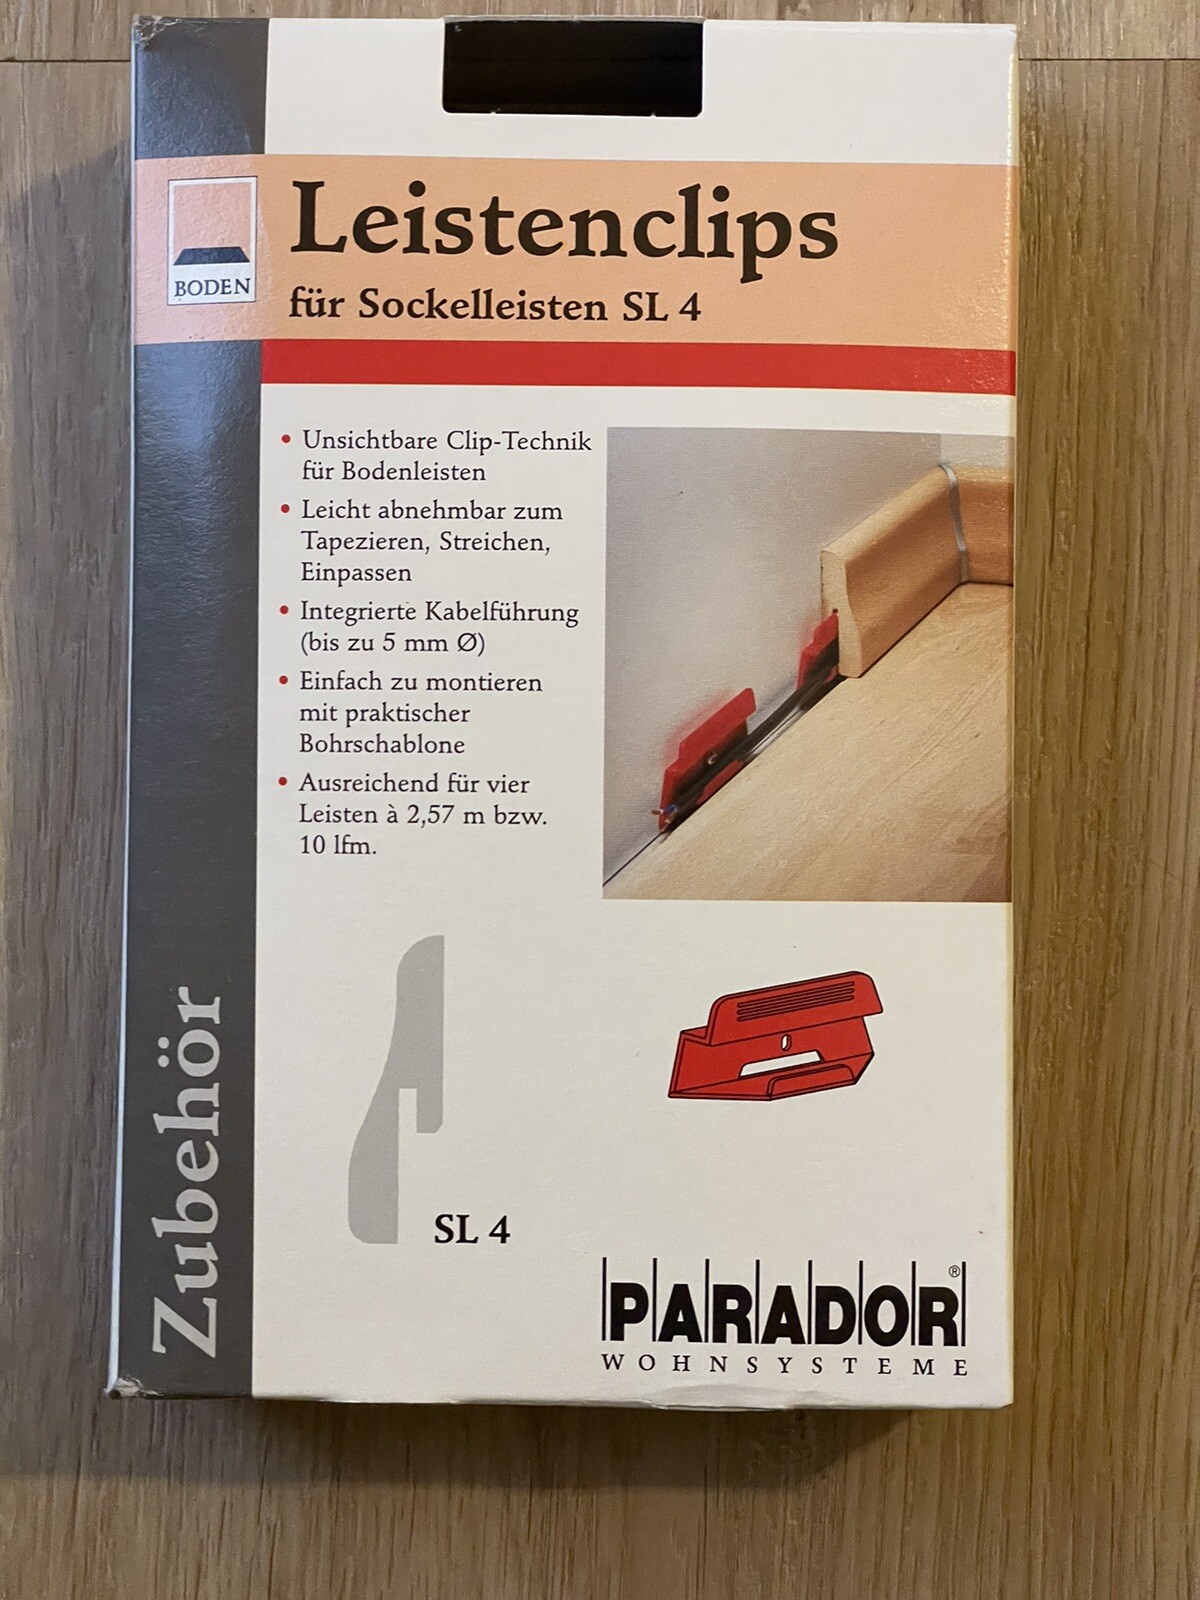 BODEN
Leistenclips
für Sockelleisten SL 4
• Unsichtbare Clip-Technik
für Bodenleisten
• Leicht abnehmbar zum
Tapezieren, Streichen,
Einpassen
• Integrierte Kabelführung
(bis zu 5 mm Ø)
• Einfach zu montieren
mit praktischer
Bohrschablone
• Ausreichend für vier
Leisten à 2,57 m bzw.
10 lfm.
Zubehör
SL 4
PARADOR®
WOHNSYSTEME